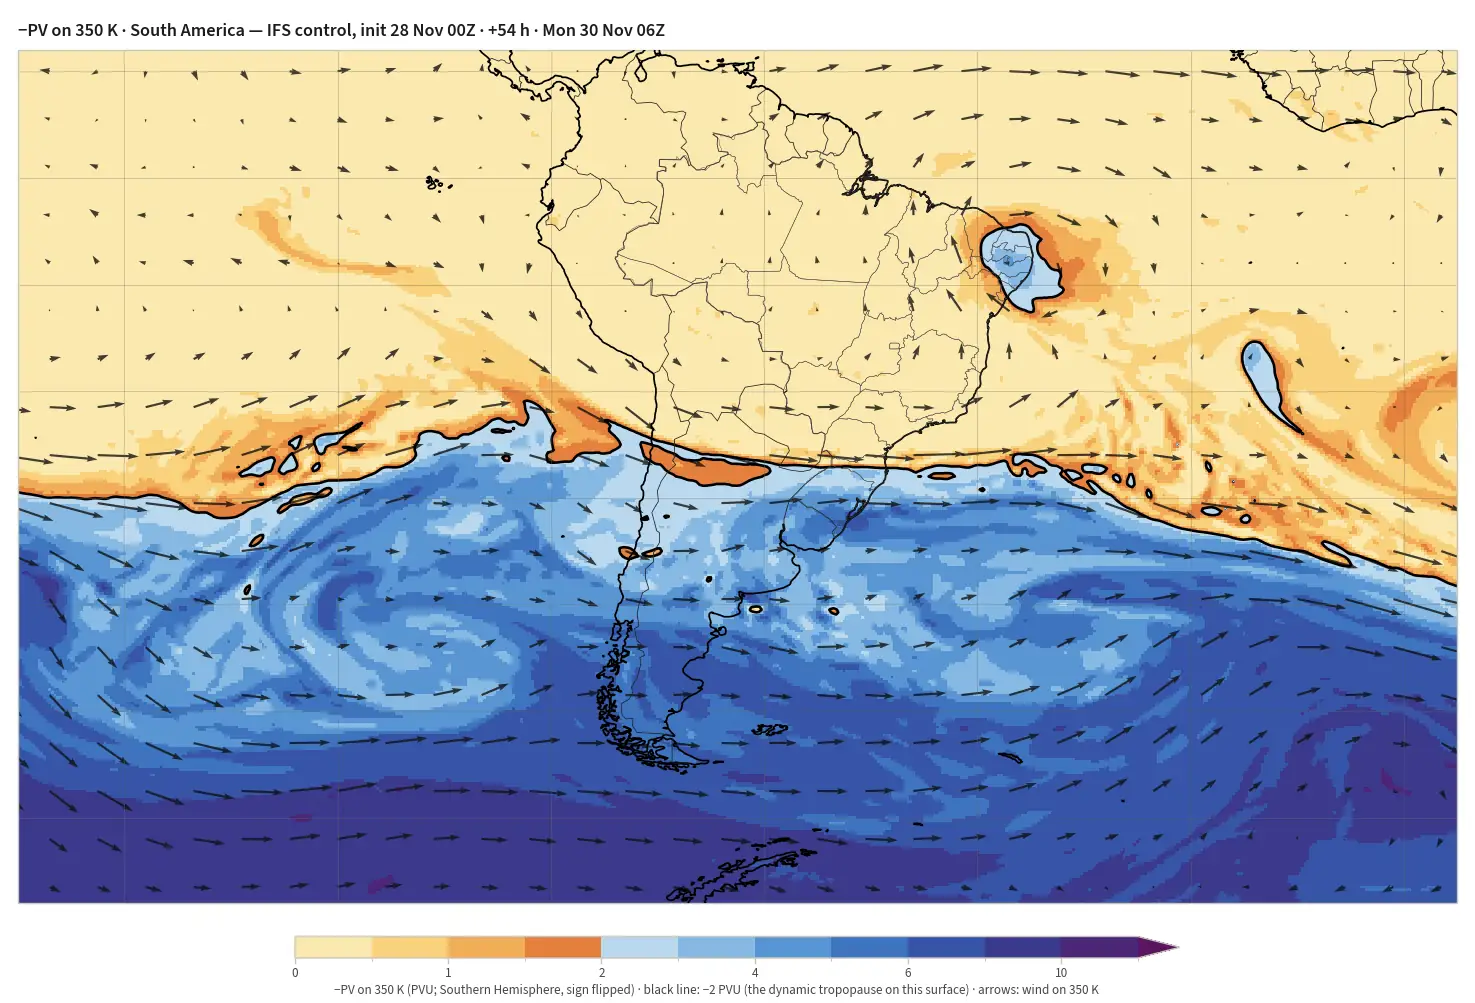 −PV on 350 K · South America — IFS control, init 28 Nov 00Z · +54 h · Mon 30 Nov 06Z
0 1 2 4 6 10
−PV on 350 K (PVU; Southern Hemisphere, sign flipped) · black line: −2 PVU (the dynamic tropopause on this surface) · arrows: wind on 350 K